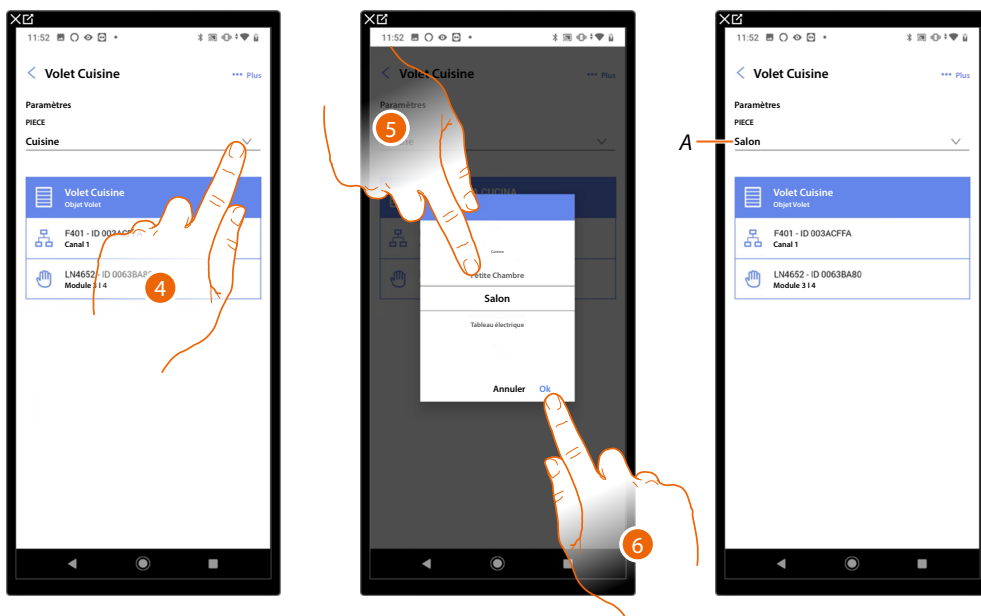 11:52
Volet Cuisine
Plus
Paramètres
PIECE
Cuisine
Volet Cuisine
Objet Volet
F401 - ID 003ACFFA
Canal 1
LN4652 - ID 0063BA80
Module 3 I 4
4
11:52
Volet Cuisine
Plus
Paramètres
5
CUCINA
Cuisine
Petite Chambre
Salon
Tableau électrique
Annuler Ok
6
11:52
Volet Cuisine
Plus
Paramètres
PIECE
A
Salon
Volet Cuisine
Objet Volet
F401 - ID 003ACFFA
Canal 1
LN4652 - ID 0063BA80
Module 3 I 4